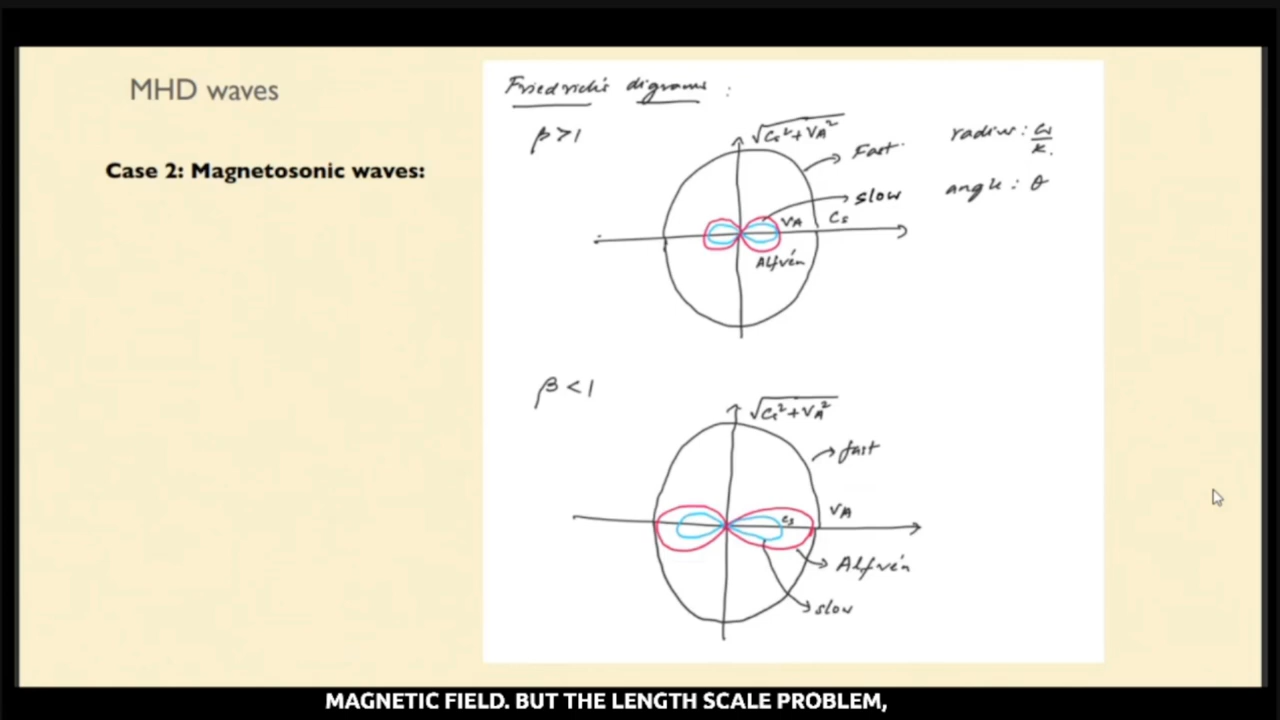 MHD waves
Case 2: Magnetosonic waves:
Friedrich's digrams :
β > 1
√Cs² + VA²
Fast
radius : ω/k.
slow
angle : θ
VA
Cs
Alfvén
β < 1
√Cs² + VA²
fast
VA
cs
Alfvén
slow
MAGNETIC FIELD. BUT THE LENGTH SCALE PROBLEM,